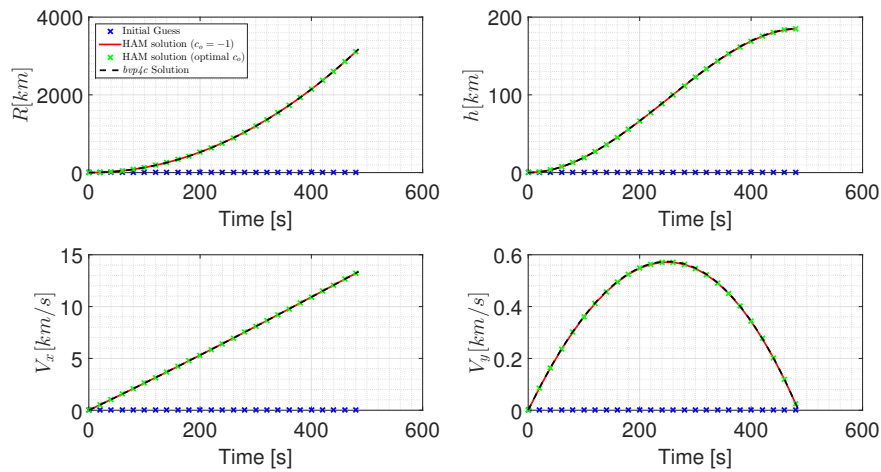 4000
2000
0
R[km]
0 200 400 600
Time [s]
Initial Guess
HAM solution (c_o = −1)
HAM solution (optimal c_o)
bvp4c Solution
200
100
0
h[km]
0 200 400 600
Time [s]
15
10
5
0
V_x[km/s]
0 200 400 600
Time [s]
0.6
0.4
0.2
0
V_y[km/s]
0 200 400 600
Time [s]